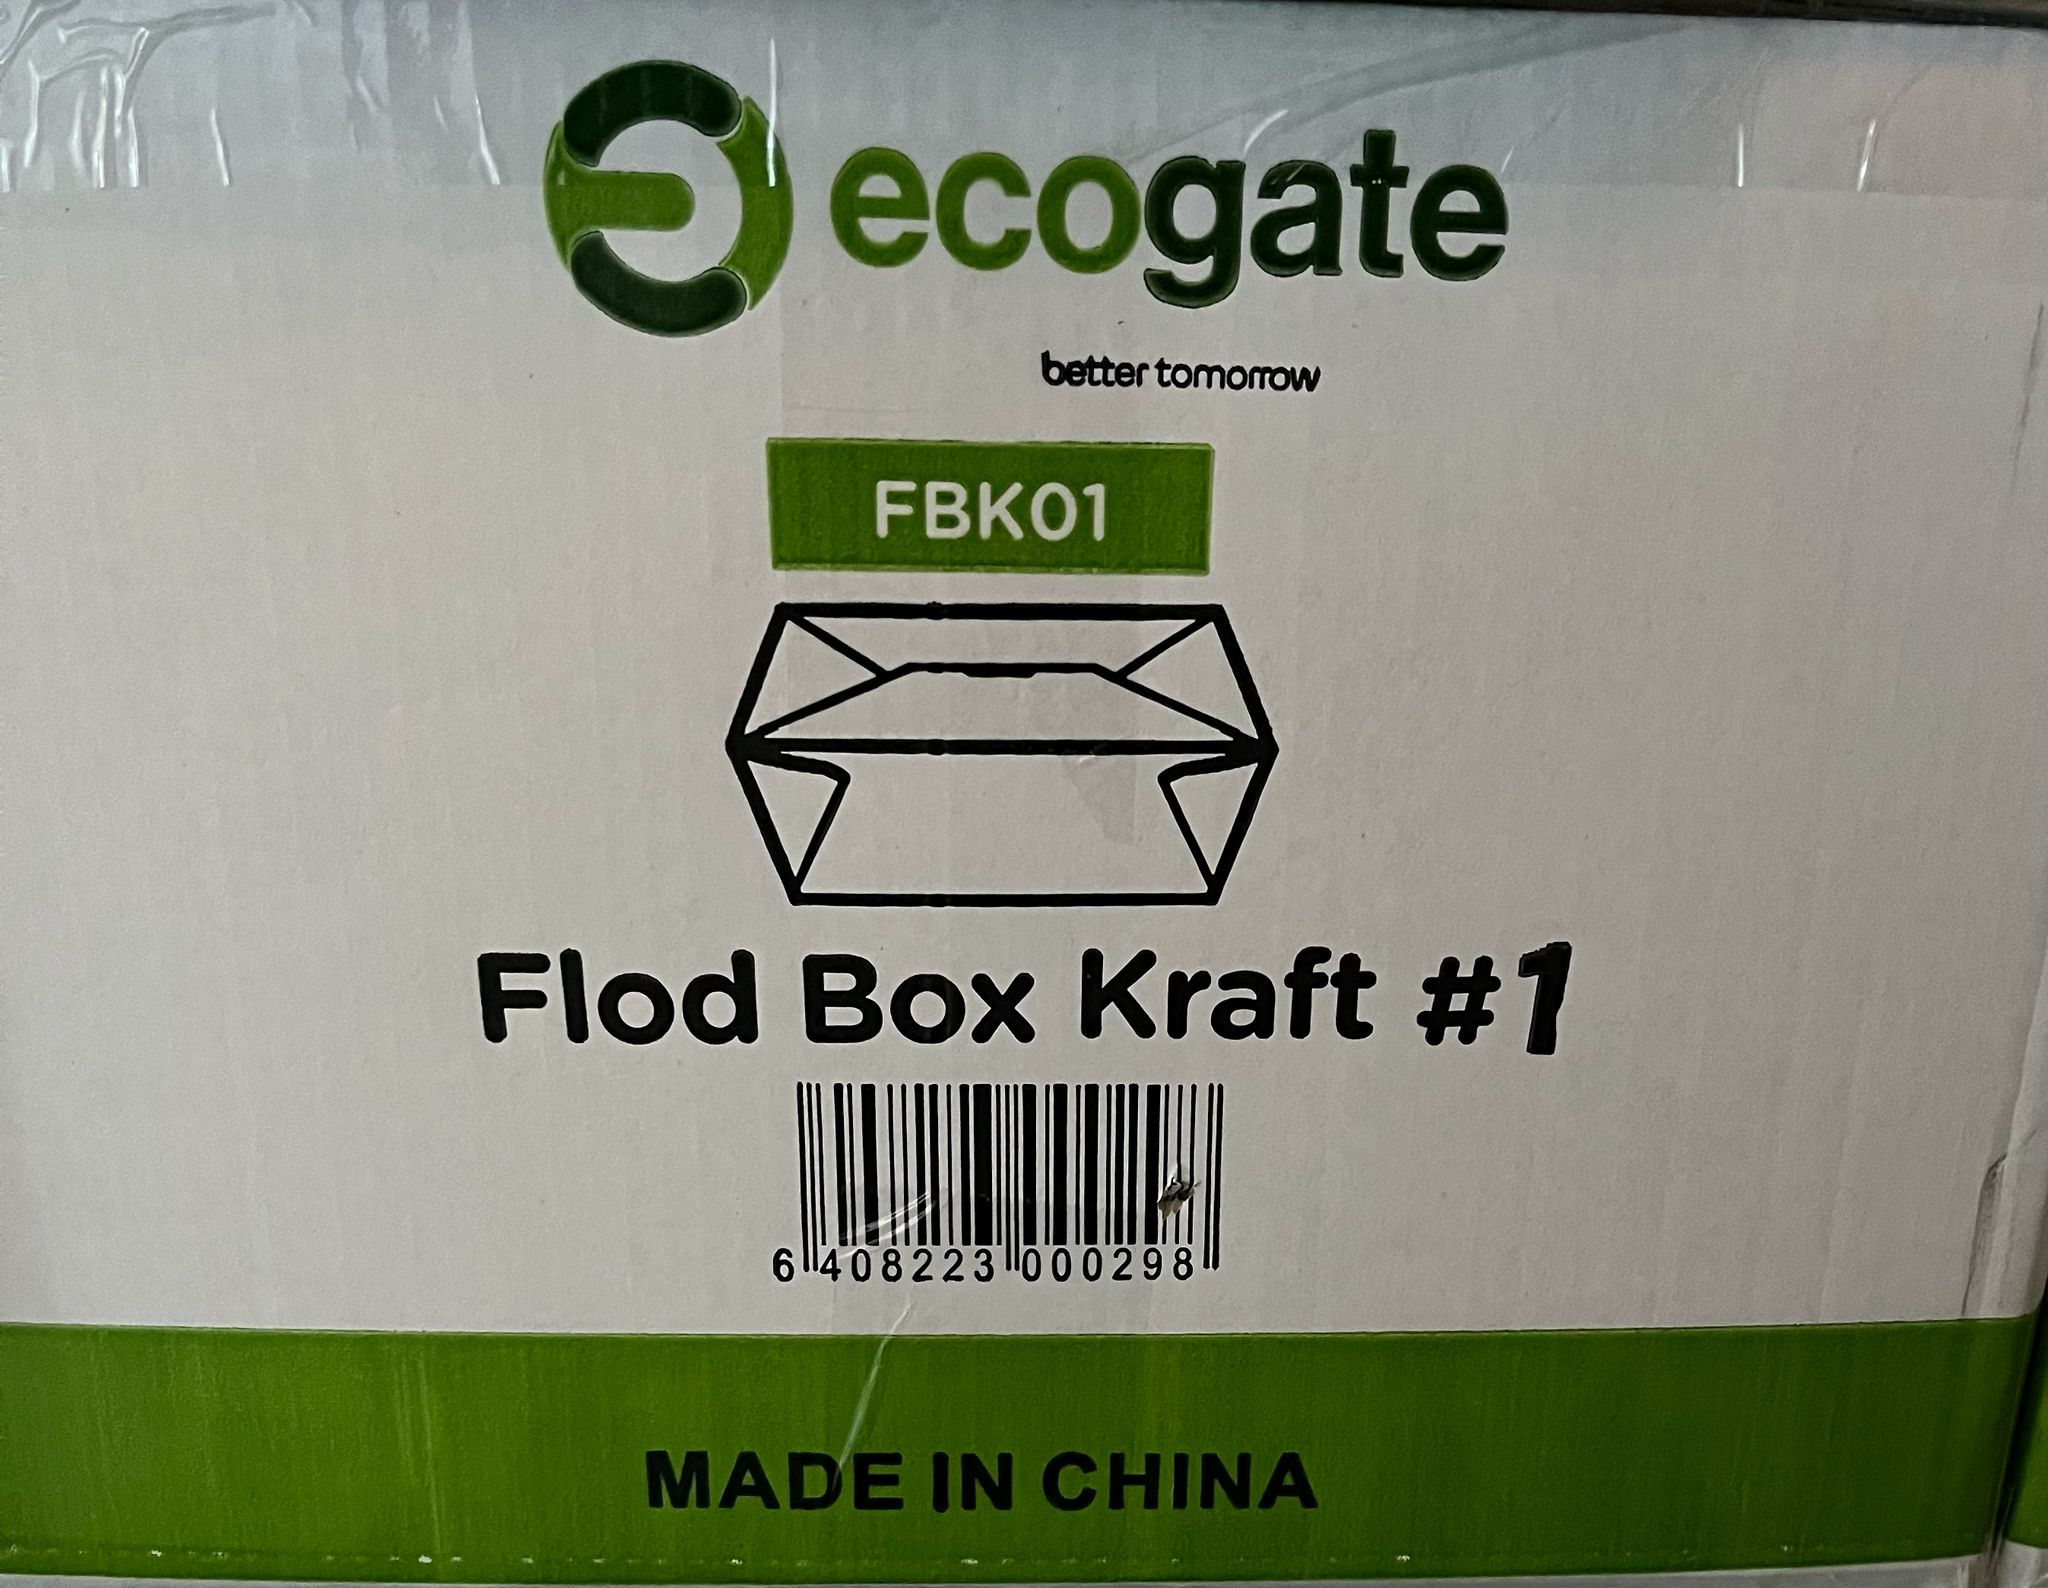 ecogate
better tomorrow
FBK01
Flod Box Kraft #1
6 408223 000298
MADE IN CHINA